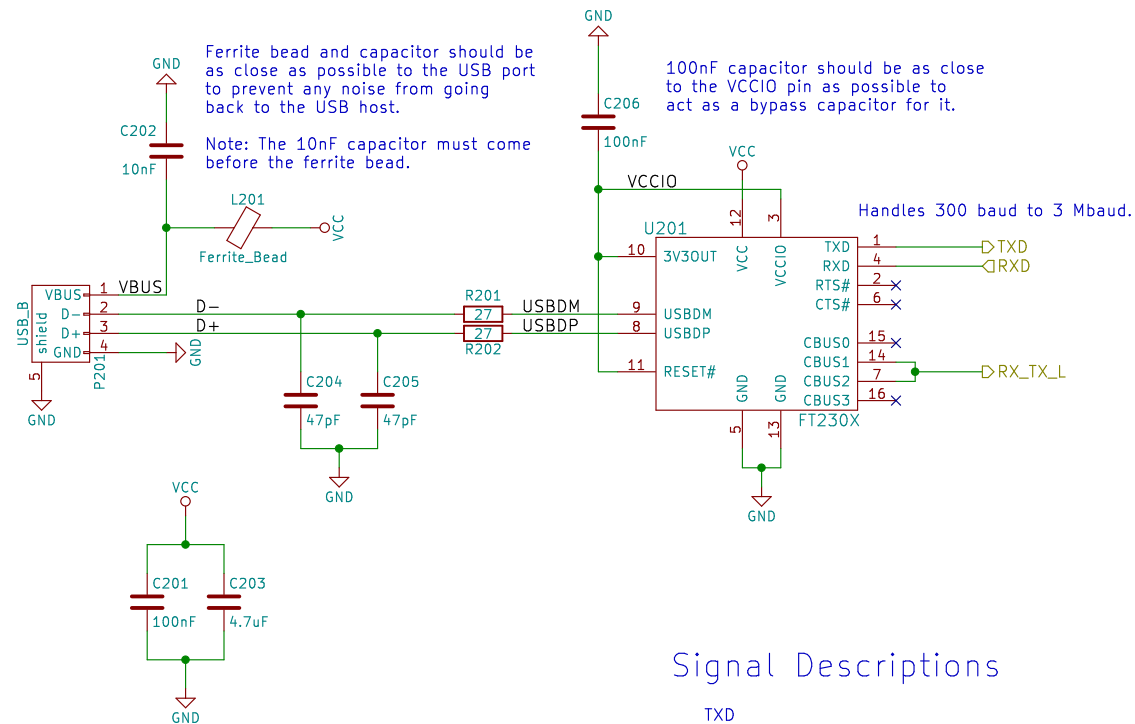 GND
Ferrite bead and capacitor should be
as close as possible to the USB port
to prevent any noise from going
back to the USB host.
Note: The 10nF capacitor must come
before the ferrite bead.
GND
C202
10nF
L201
Ferrite_Bead
VCC
100nF capacitor should be as close
to the VCCIO pin as possible to
act as a bypass capacitor for it.
C206
100nF
VCCIO
VCC
Handles 300 baud to 3 Mbaud.
U201
12
3
10
3V3OUT
VCC
VCCIO
TXD
1
TXD
RXD
4
RXD
RTS#
2
CTS#
6
9
USBDM
8
USBDP
11
RESET#
CBUS0
15
CBUS1
14
CBUS2
7
CBUS3
16
RX_TX_L
GND
GND
FT230X
5
13
GND
USB_B
shield
VBUS
1
VBUS
D-
2
D-
D+
3
D+
GND
4
GND
P201
5
GND
R201
27
USBDM
27
USBDP
R202
C204
47pF
C205
47pF
GND
VCC
C201
100nF
C203
4.7uF
GND
Signal Descriptions
TXD